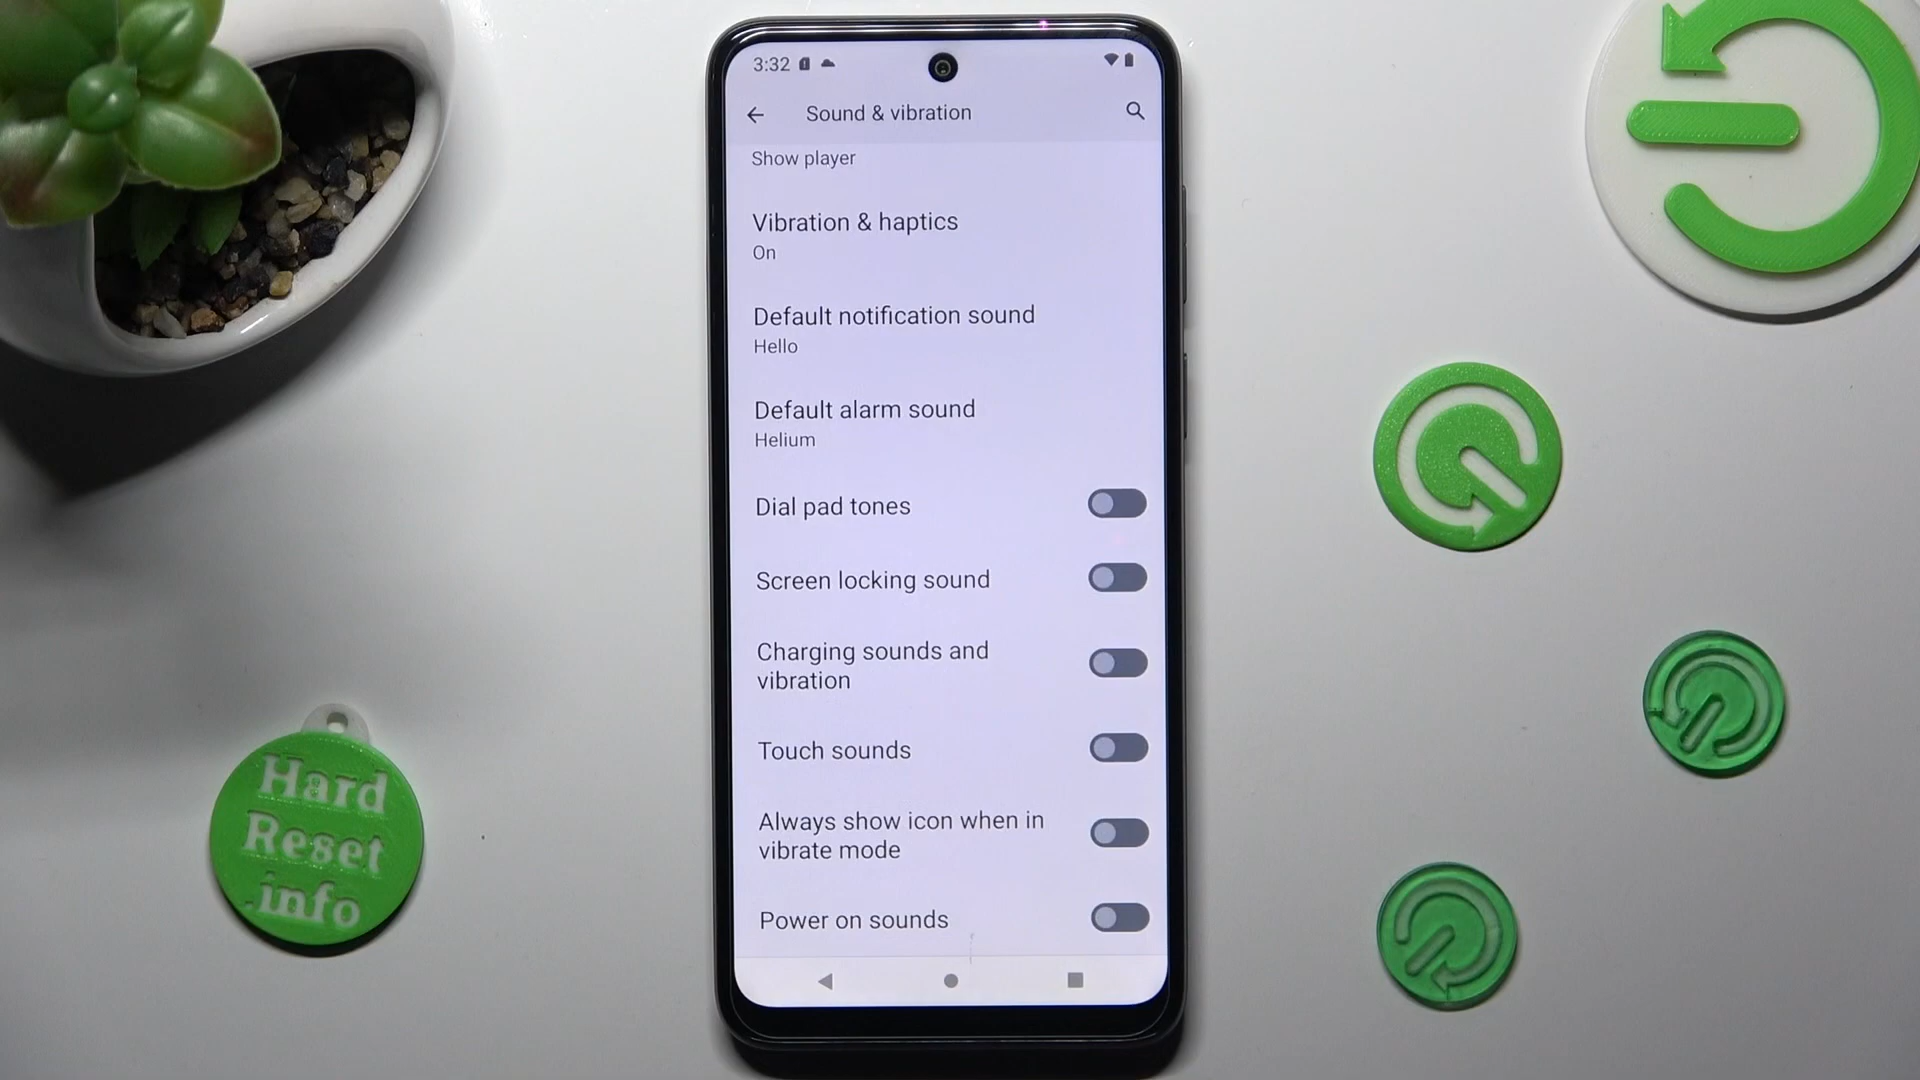 3:32
Sound & vibration
Show player
Vibration & haptics
On
Default notification sound
Hello
Default alarm sound
Helium
Dial pad tones
Screen locking sound
Charging sounds and
vibration
Touch sounds
Always show icon when in
vibrate mode
Power on sounds
Hard
Reset
.info